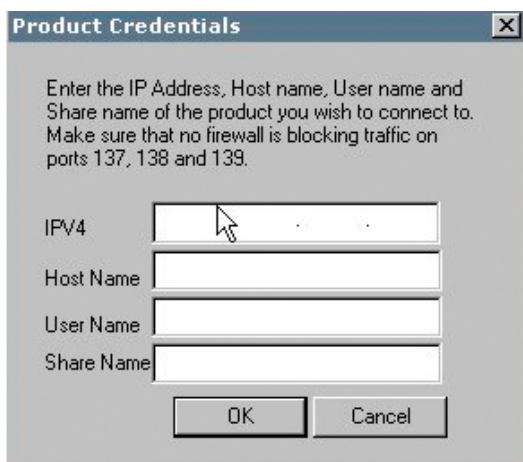 Product Credentials
Enter the IP Address, Host name, User name and
Share name of the product you wish to connect to.
Make sure that no firewall is blocking traffic on
ports 137, 138 and 139.
IPV4
Host Name
User Name
Share Name
OK Cancel